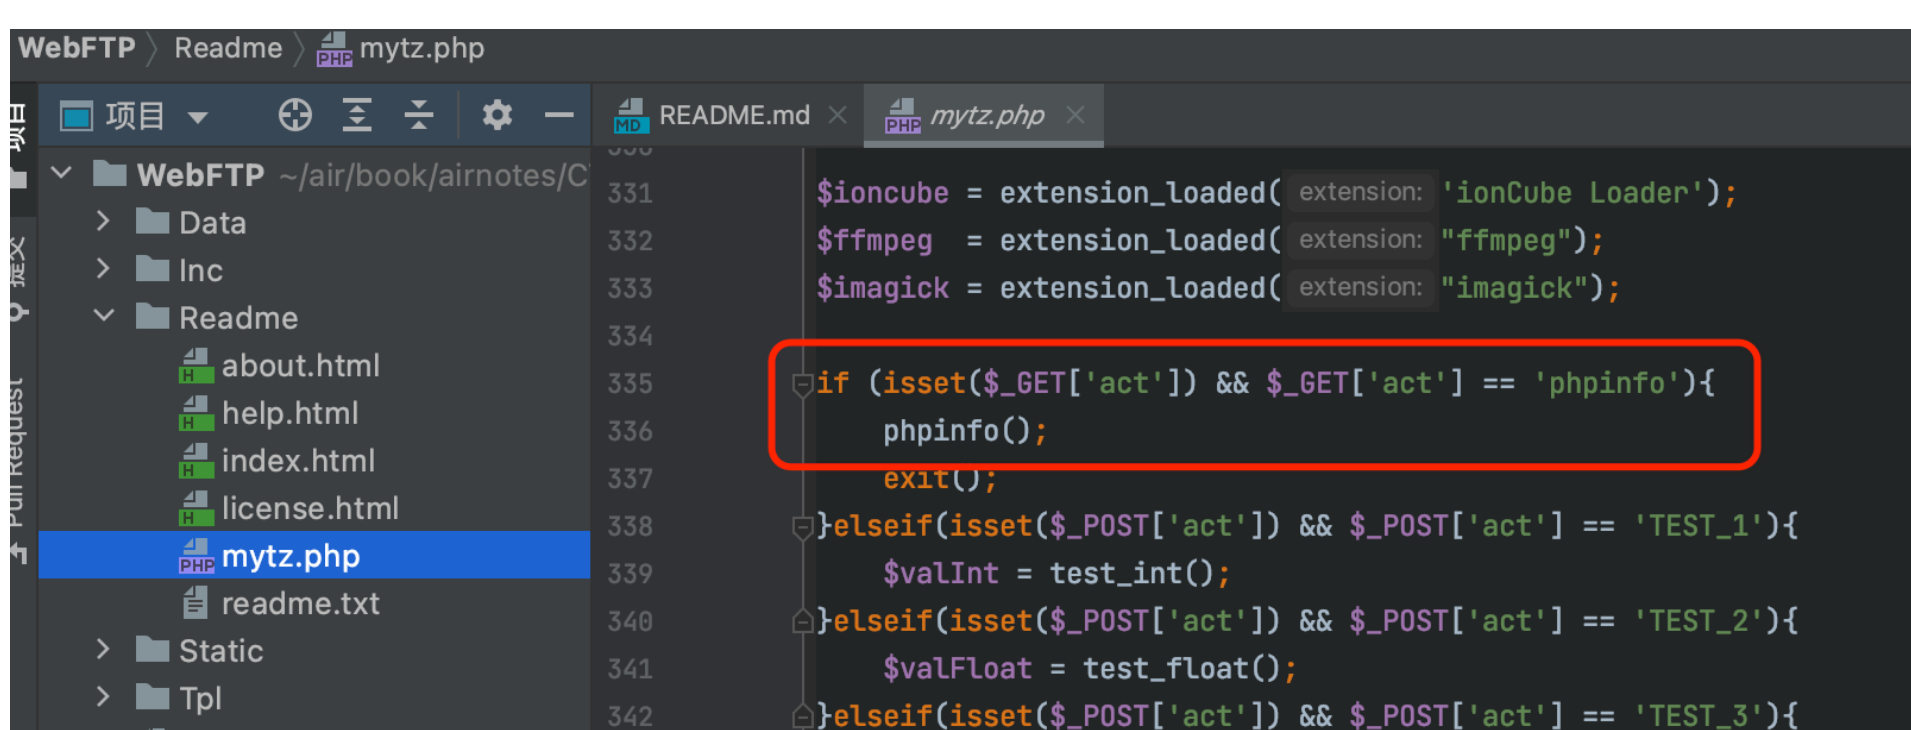 WebFTP 〉 Readme 〉 mytz.php
项目
README.md
mytz.php
项目
WebFTP ~/air/book/airnotes/C
Data
Inc
提交
Readme
about.html
help.html
index.html
license.html
mytz.php
readme.txt
Static
Tpl
Pull Request
331 $ioncube = extension_loaded( extension: 'ionCube Loader');
332 $ffmpeg = extension_loaded( extension: "ffmpeg");
333 $imagick = extension_loaded( extension: "imagick");
334
335 if (isset($_GET['act']) && $_GET['act'] == 'phpinfo'){
336 phpinfo();
337 exit();
338 }elseif(isset($_POST['act']) && $_POST['act'] == 'TEST_1'){
339 $valInt = test_int();
340 }elseif(isset($_POST['act']) && $_POST['act'] == 'TEST_2'){
341 $valFloat = test_float();
342 }elseif(isset($_POST['act']) && $_POST['act'] == 'TEST_3'){